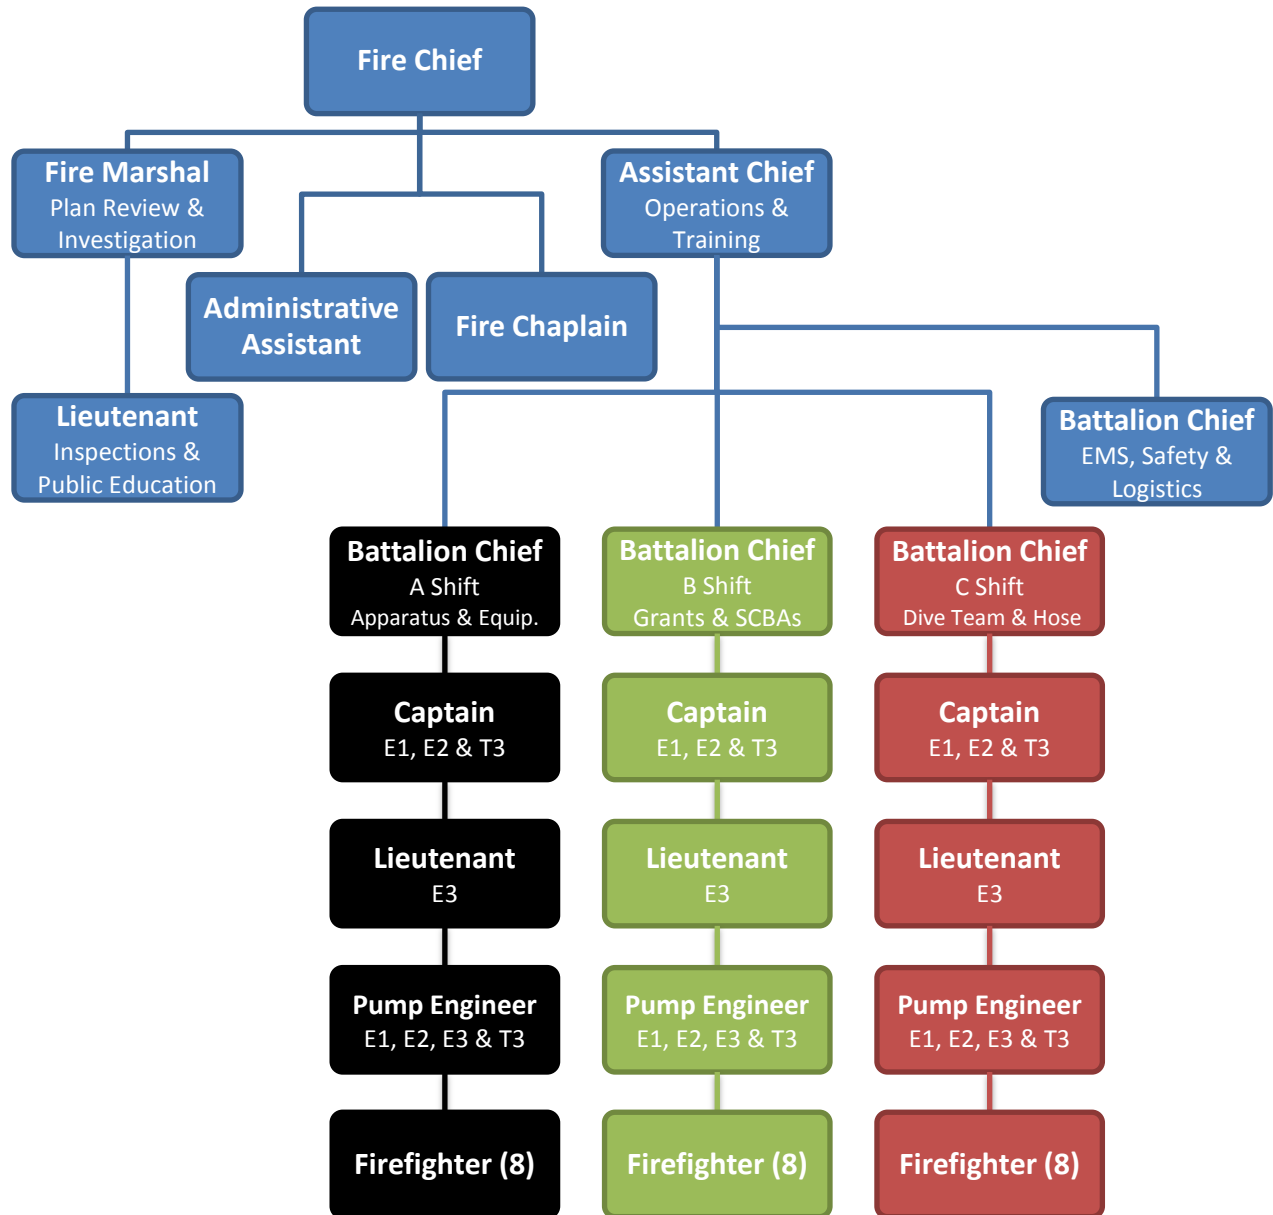 Fire Chief
Fire Marshal
Plan Review &
Investigation
Assistant Chief
Operations &
Training
Administrative
Assistant
Fire Chaplain
Lieutenant
Inspections &
Public Education
Battalion Chief
EMS, Safety &
Logistics
Battalion Chief
A Shift
Apparatus & Equip.
Battalion Chief
B Shift
Grants & SCBAs
Battalion Chief
C Shift
Dive Team & Hose
Captain
E1, E2 & T3
Captain
E1, E2 & T3
Captain
E1, E2 & T3
Lieutenant
E3
Lieutenant
E3
Lieutenant
E3
Pump Engineer
E1, E2, E3 & T3
Pump Engineer
E1, E2, E3 & T3
Pump Engineer
E1, E2, E3 & T3
Firefighter (8)
Firefighter (8)
Firefighter (8)